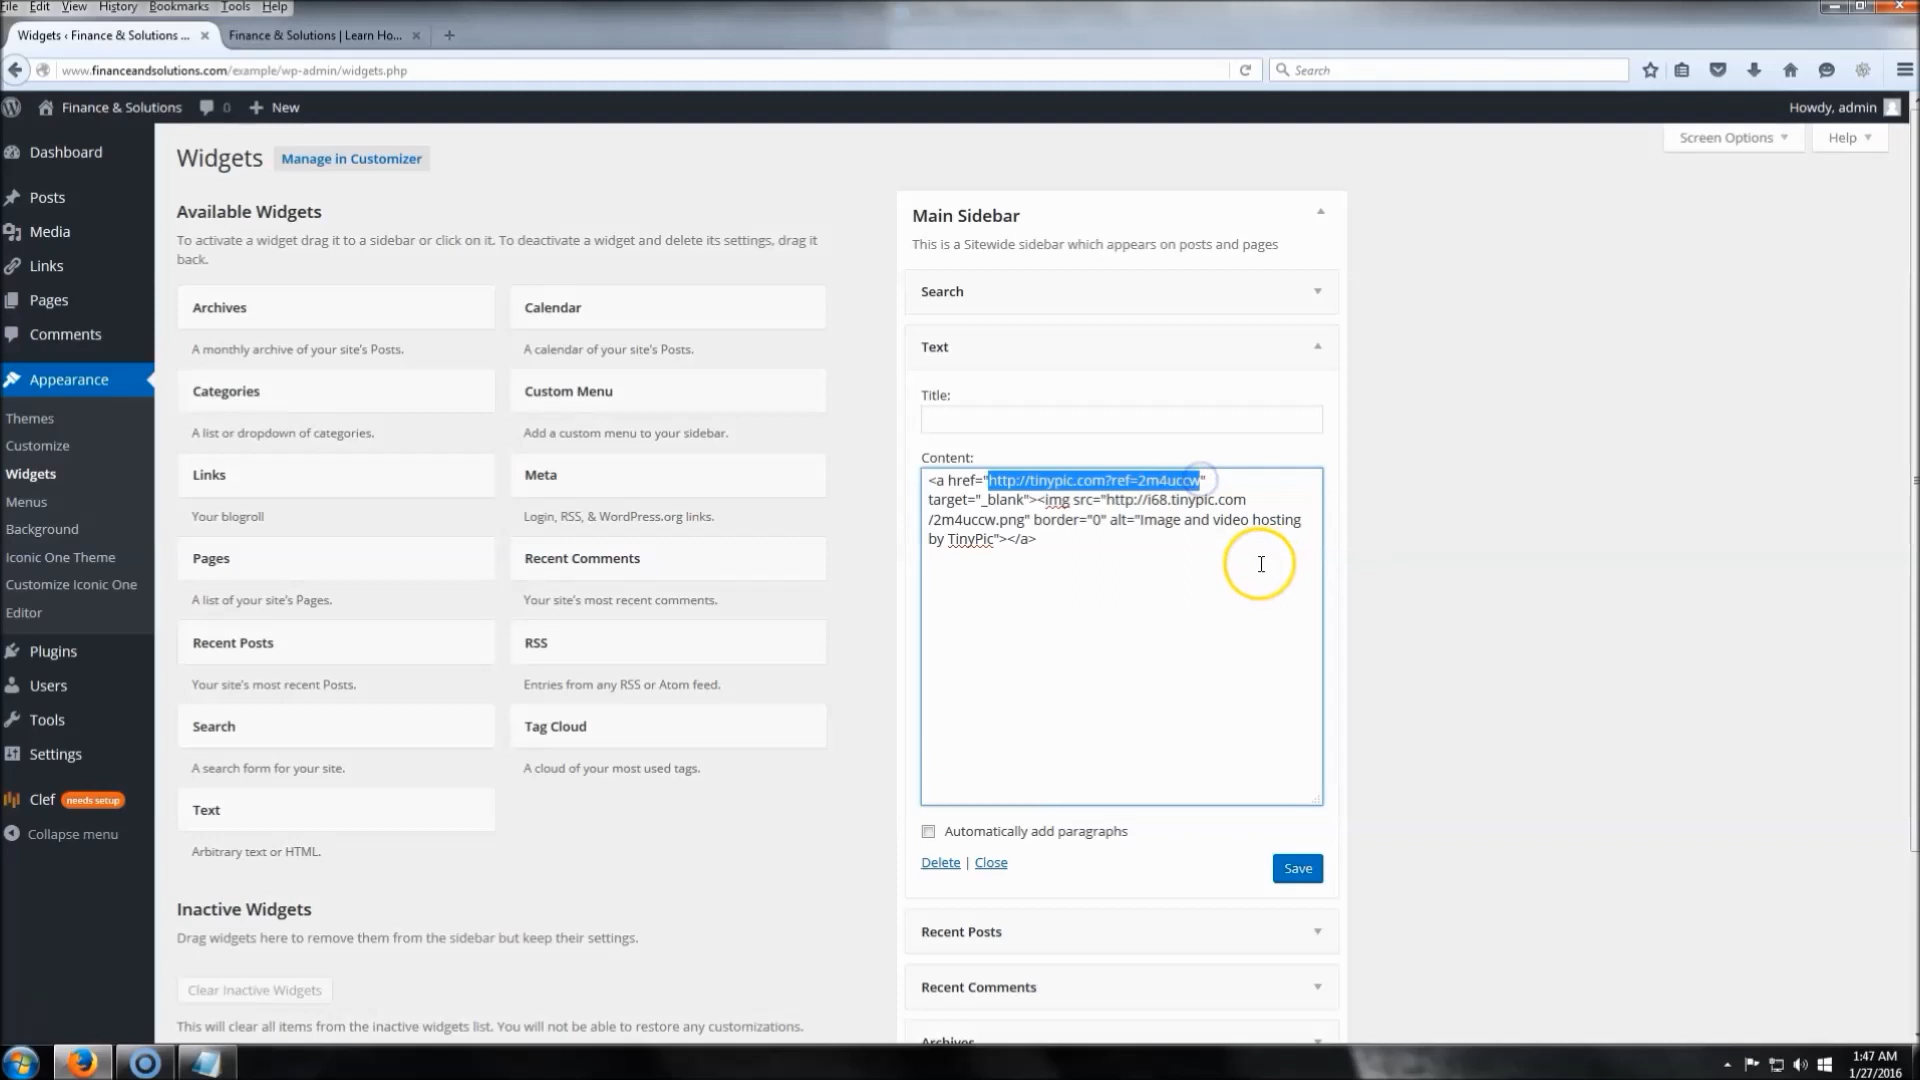 File Edit View History Bookmarks Tools Help
Widgets ‹ Finance & Solutions ... × Finance & Solutions | Learn Ho... × +
www.financeandsolutions.com/example/wp-admin/widgets.php
Search
Finance & Solutions 0 + New
Howdy, admin
Dashboard
Posts
Media
Links
Pages
Comments
Appearance
Themes
Customize
Widgets
Menus
Background
Iconic One Theme
Customize Iconic One
Editor
Plugins
Users
Tools
Settings
Clef needs setup
Collapse menu
Screen Options
Help
Widgets Manage in Customizer
Available Widgets
To activate a widget drag it to a sidebar or click on it. To deactivate a widget and delete its settings, drag it
back.
Archives
A monthly archive of your site's Posts.
Calendar
A calendar of your site's Posts.
Categories
A list or dropdown of categories.
Custom Menu
Add a custom menu to your sidebar.
Links
Your blogroll
Meta
Login, RSS, & WordPress.org links.
Pages
A list of your site's Pages.
Recent Comments
Your site's most recent comments.
Recent Posts
Your site's most recent Posts.
RSS
Entries from any RSS or Atom feed.
Search
A search form for your site.
Tag Cloud
A cloud of your most used tags.
Text
Arbitrary text or HTML.
Inactive Widgets
Drag widgets here to remove them from the sidebar but keep their settings.
Clear Inactive Widgets
This will clear all items from the inactive widgets list. You will not be able to restore any customizations.
Main Sidebar
This is a Sitewide sidebar which appears on posts and pages
Search
Text
Title:
Content:
<a href="http://tinypic.com?ref=2m4uccw"
target="_blank"><img src="http://i68.tinypic.com
/2m4uccw.png" border="0" alt="Image and video hosting
by TinyPic"></a>
Automatically add paragraphs
Delete | Close
Save
Recent Posts
Recent Comments
Archives
1:47 AM
1/27/2016